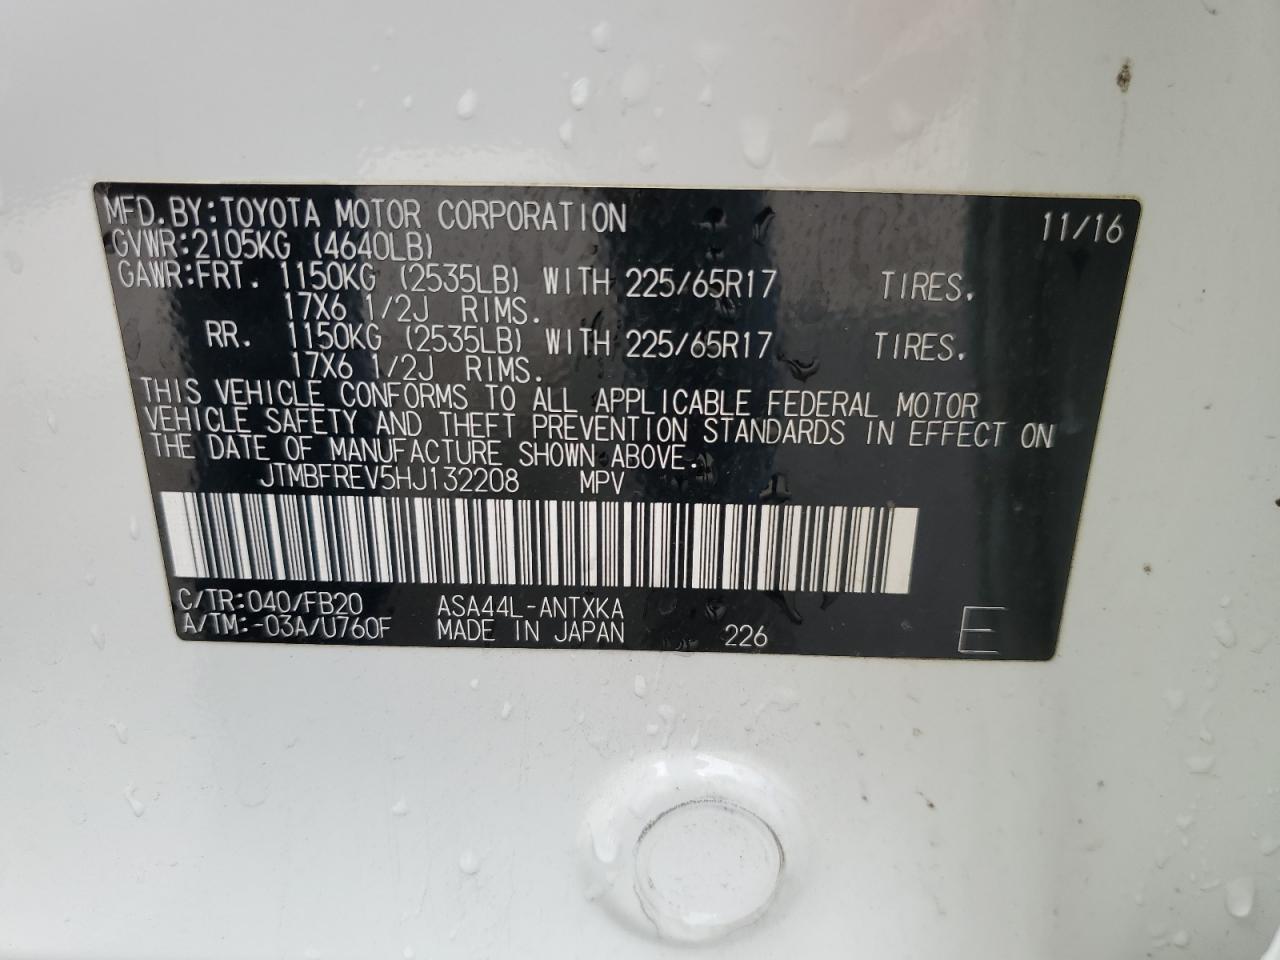 MFD.BY:TOYOTA MOTOR CORPORATION 11/16
GVWR:2105KG (4640LB)
GAWR:FRT. 1150KG (2535LB) WITH 225/65R17 TIRES.
17X6 1/2J RIMS.
RR. 1150KG (2535LB) WITH 225/65R17 TIRES.
17X6 1/2J RIMS.
THIS VEHICLE CONFORMS TO ALL APPLICABLE FEDERAL MOTOR
VEHICLE SAFETY AND THEFT PREVENTION STANDARDS IN EFFECT ON
THE DATE OF MANUFACTURE SHOWN ABOVE.
JTMBFREV5HJ132208 MPV
C/TR:040/FB20 ASA44L-ANTXKA
A/TM:-03A/U760F MADE IN JAPAN 226 E